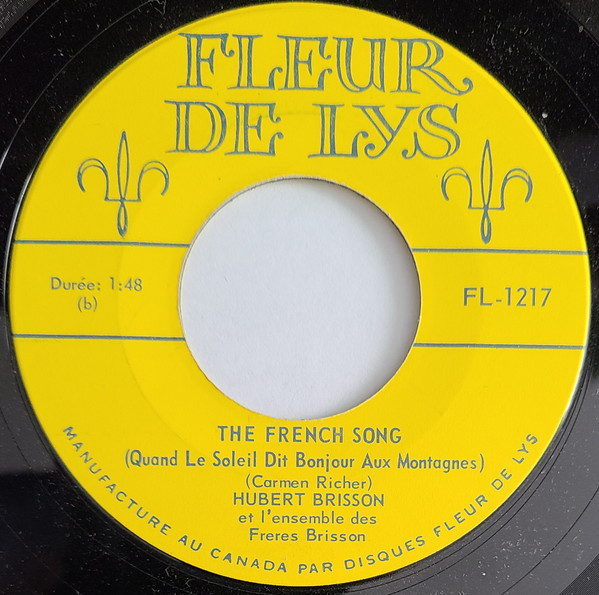 FLEUR
DE LYS
Durée: 1:48
(b)
FL-1217
THE FRENCH SONG
(Quand Le Soleil Dit Bonjour Aux Montagnes)
(Carmen Richer)
HUBERT BRISSON
et l'ensemble des
Freres Brisson
MANUFACTURE AU CANADA PAR DISQUES FLEUR DE LYS